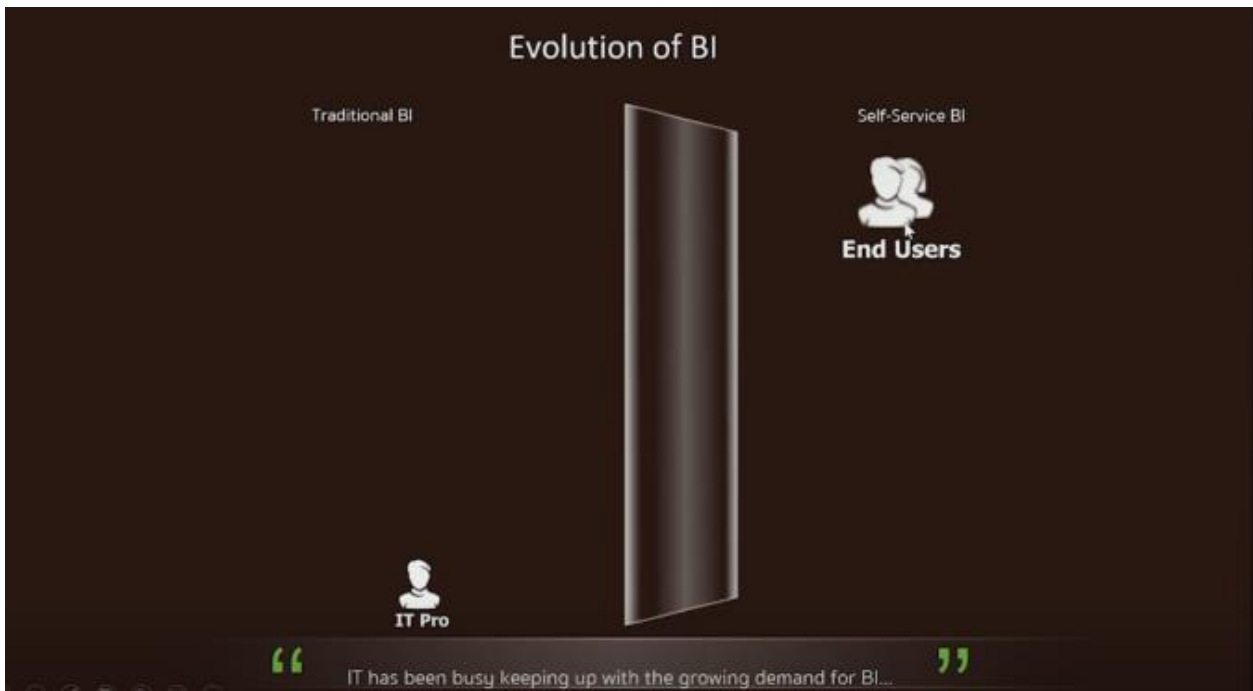 Evolution of BI
Traditional BI
Self-Service BI
End Users
IT Pro
“ IT has been busy keeping up with the growing demand for BI... ”